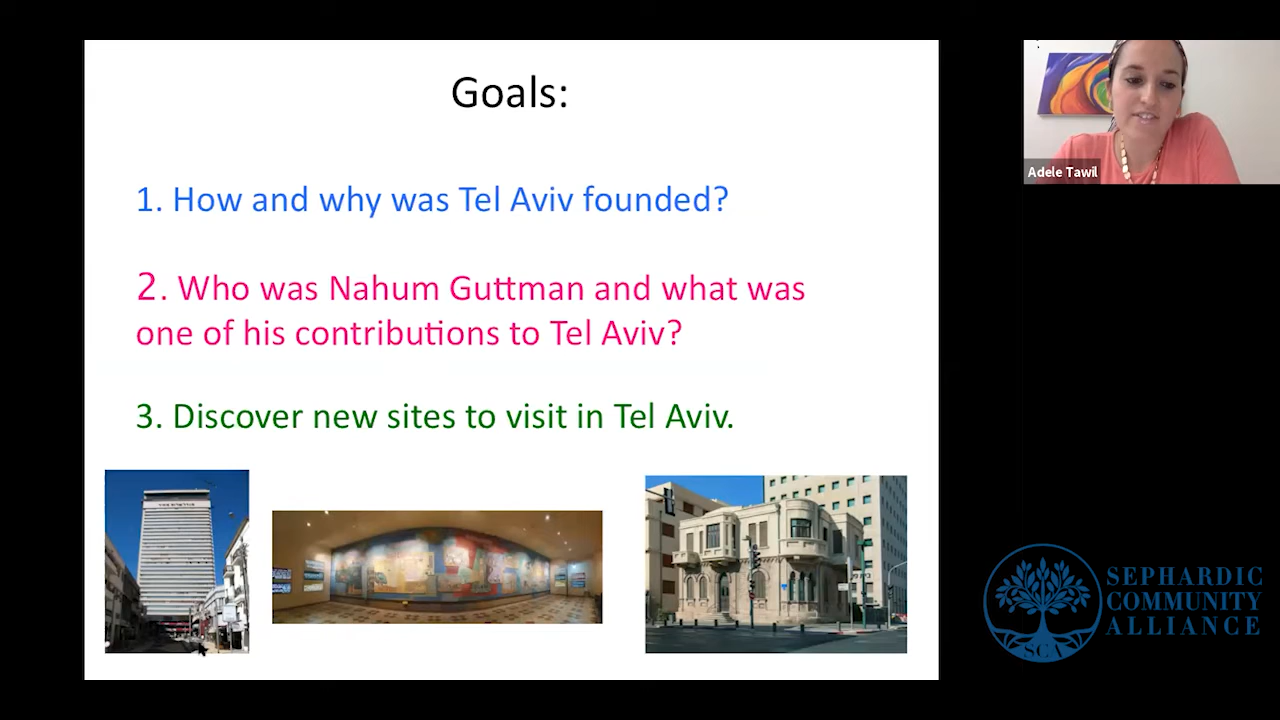 Goals:
1. How and why was Tel Aviv founded?
2. Who was Nahum Guttman and what was
one of his contributions to Tel Aviv?
3. Discover new sites to visit in Tel Aviv.
Adele Tawil
SEPHARDIC
COMMUNITY
ALLIANCE
SCA